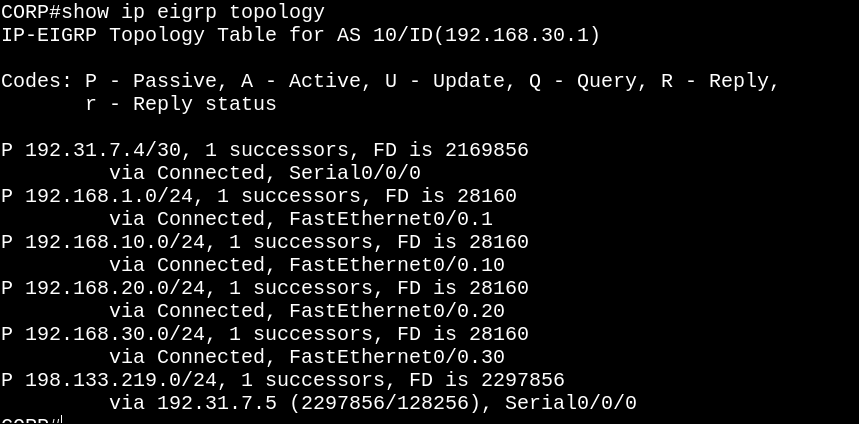 CORP#show ip eigrp topology
IP-EIGRP Topology Table for AS 10/ID(192.168.30.1)
Codes: P - Passive, A - Active, U - Update, Q - Query, R - Reply,
r - Reply status
P 192.31.7.4/30, 1 successors, FD is 2169856
via Connected, Serial0/0/0
P 192.168.1.0/24, 1 successors, FD is 28160
via Connected, FastEthernet0/0.1
P 192.168.10.0/24, 1 successors, FD is 28160
via Connected, FastEthernet0/0.10
P 192.168.20.0/24, 1 successors, FD is 28160
via Connected, FastEthernet0/0.20
P 192.168.30.0/24, 1 successors, FD is 28160
via Connected, FastEthernet0/0.30
P 198.133.219.0/24, 1 successors, FD is 2297856
via 192.31.7.5 (2297856/128256), Serial0/0/0
CORP#